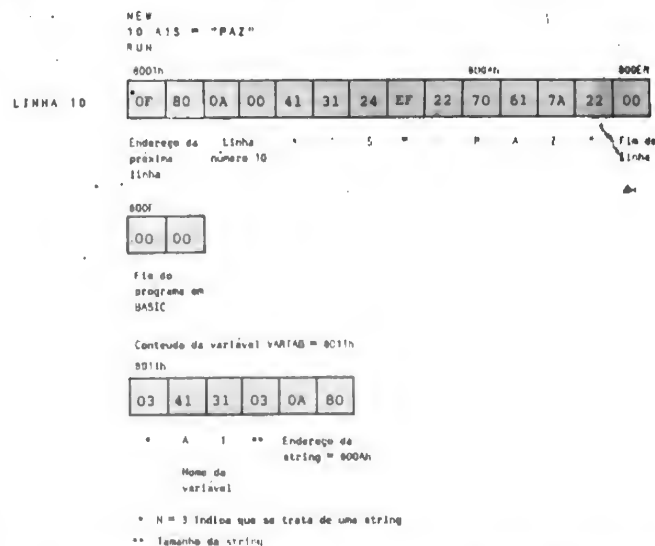 NEW
10 A1$ = "PAZ"
RUN
8001h 800Ah 800Eh
LINHA 10
0F 80 0A 00 41 31 24 EF 22 70 61 7A 22 00
Endereço da Linha $ = P A Z " Fim de
próxima número 10 linha
linha
800F
00 00
Fim do
programa em
BASIC
Conteudo da variável VARTAB = 8011h
8011h
03 41 31 03 0A 80
* A 1 ** Endereço da
string = 800Ah
Nome da
variável
* N = 3 indica que se trata de uma string
** Tamanho da string